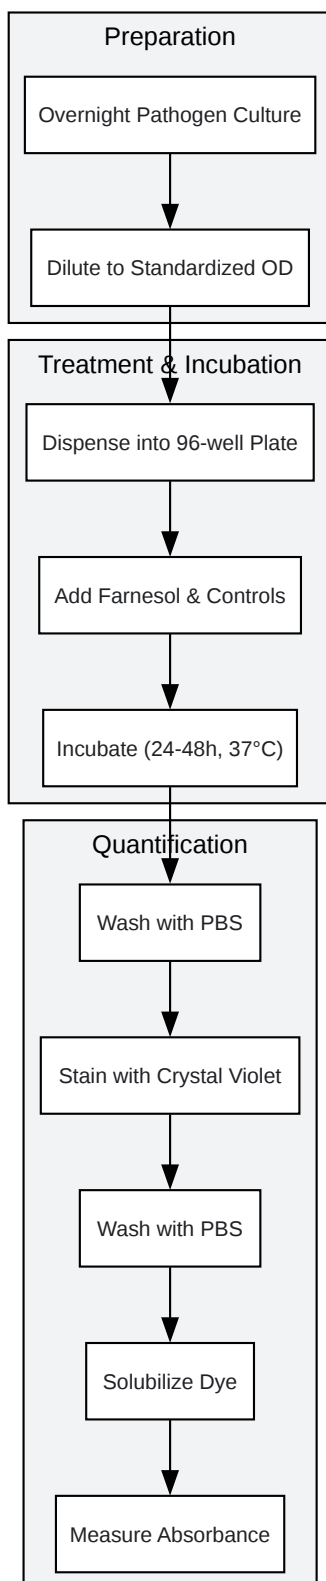 Preparation
Overnight Pathogen Culture
Dilute to Standardized OD
Treatment & Incubation
Dispense into 96-well Plate
Add Farnesol & Controls
Incubate (24-48h, 37°C)
Quantification
Wash with PBS
Stain with Crystal Violet
Wash with PBS
Solubilize Dye
Measure Absorbance